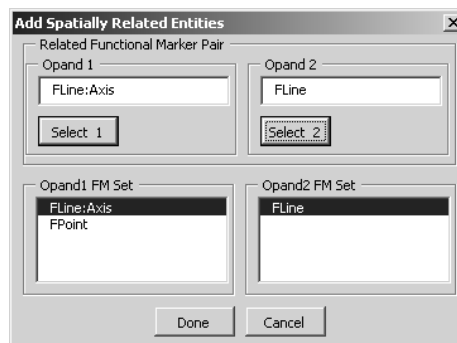 Add Spatially Related Entities
Related Functional Marker Pair
Opand 1
Opand 2
FLine:Axis
FLine
Select 1
Select 2
Opand1 FM Set
Opand2 FM Set
FLine:Axis
FPoint
FLine
Done
Cancel